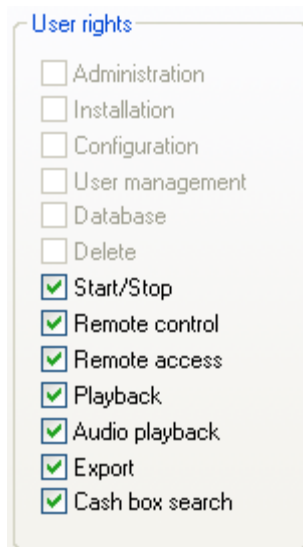 User rights
Administration
Installation
Configuration
User management
Database
Delete
Start/Stop
Remote control
Remote access
Playback
Audio playback
Export
Cash box search